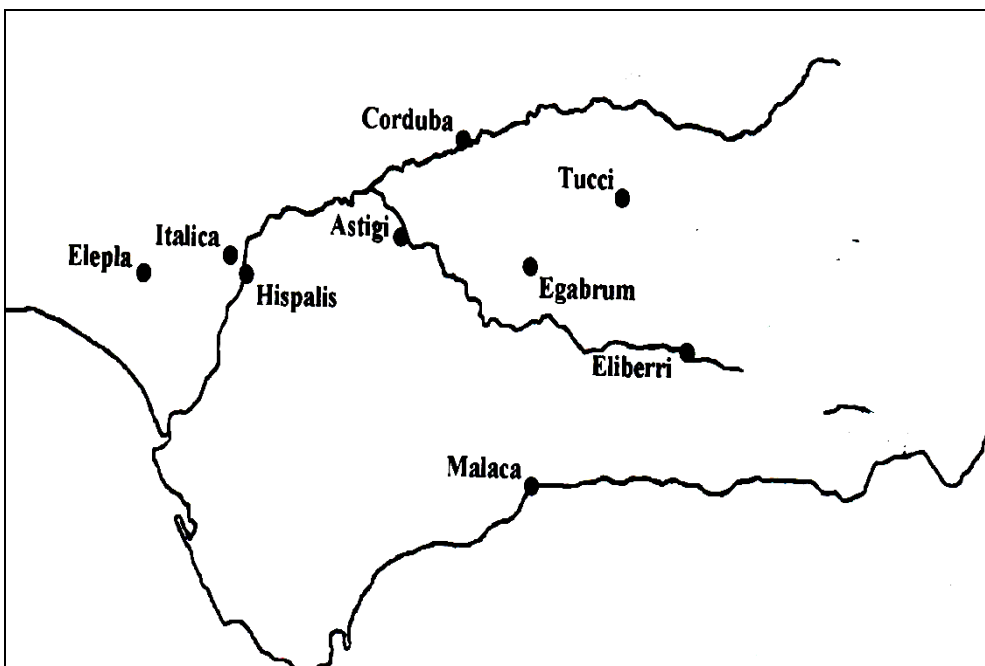 Corduba
Tucci
Astigi
Italica
Elepla
Hispalis
Egabrum
Eliberri
Malaca